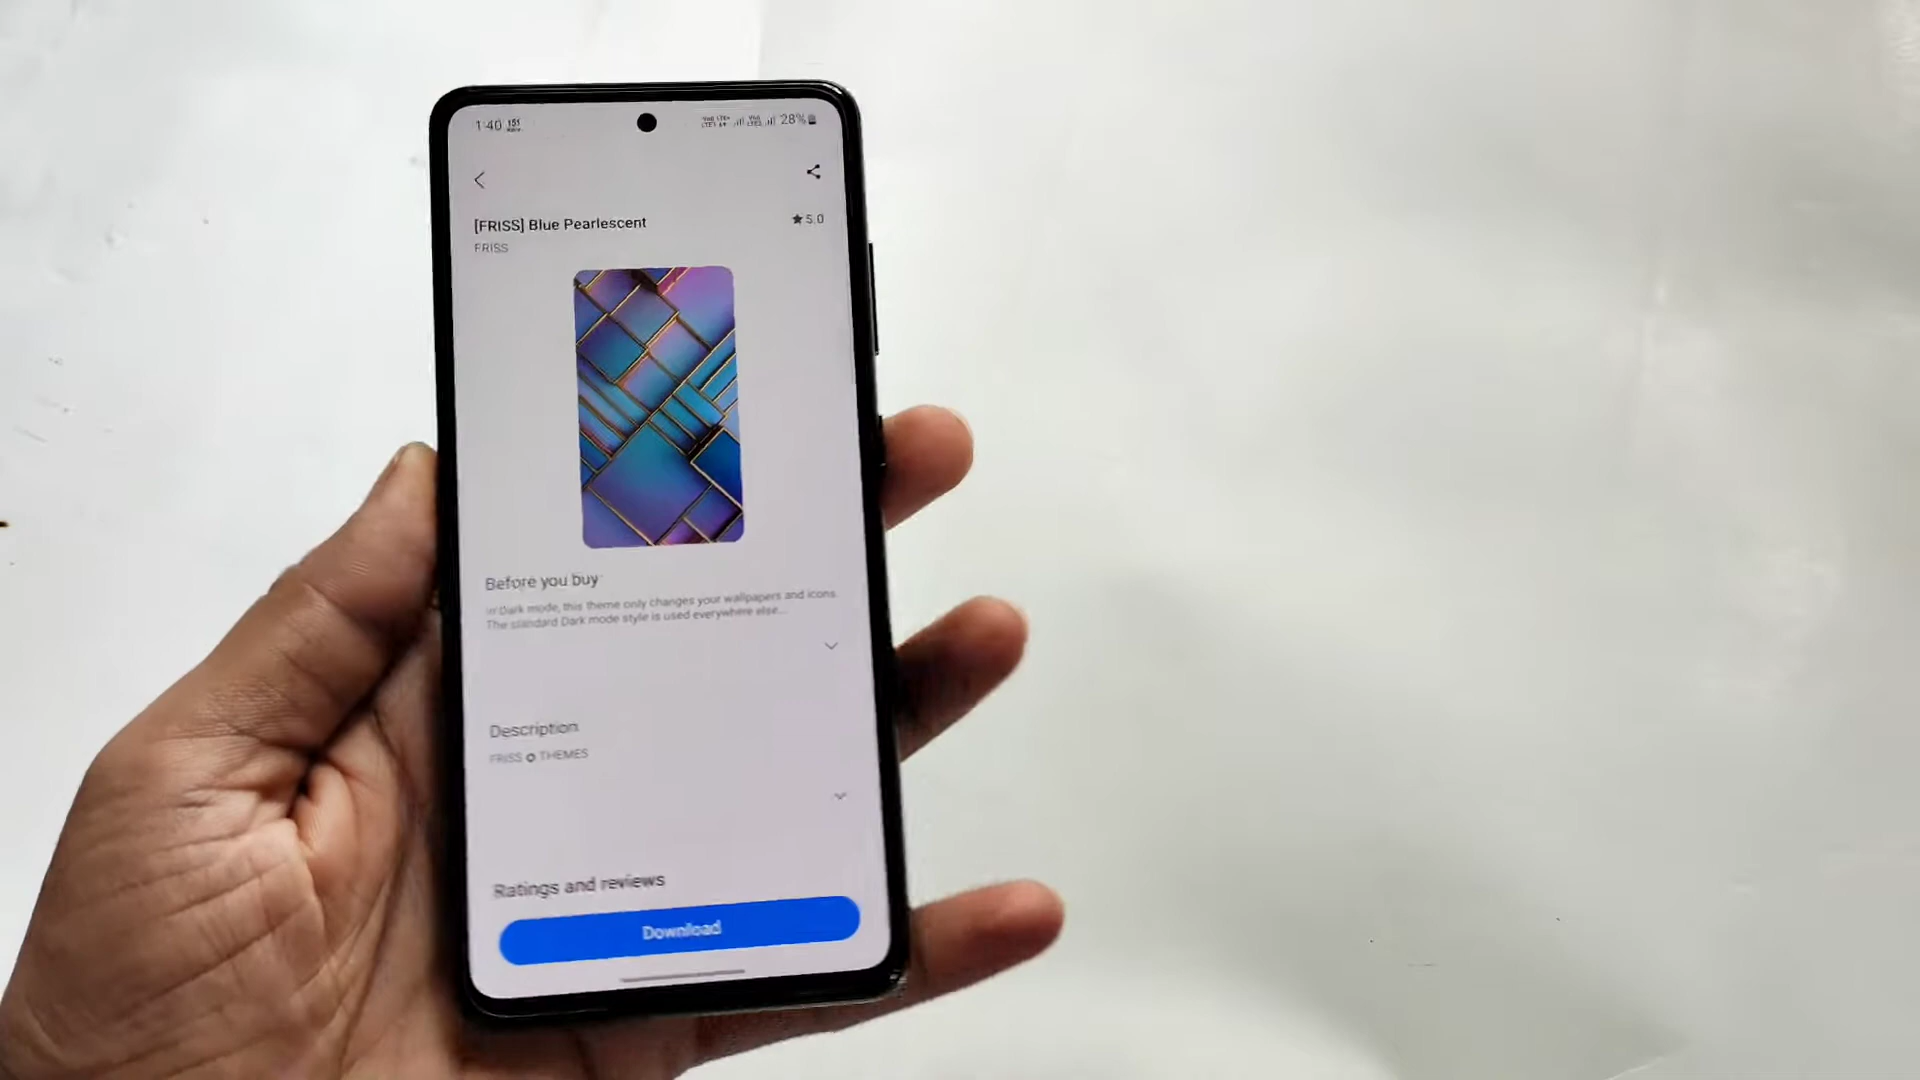 1:40
28%
[FRISS] Blue Pearlescent
★ 5.0
FRISS
Before you buy
In Dark mode, this theme only changes your wallpapers and icons.
The standard Dark mode style is used everywhere else...
Description
FRISS ✪ THEMES
Ratings and reviews
Download